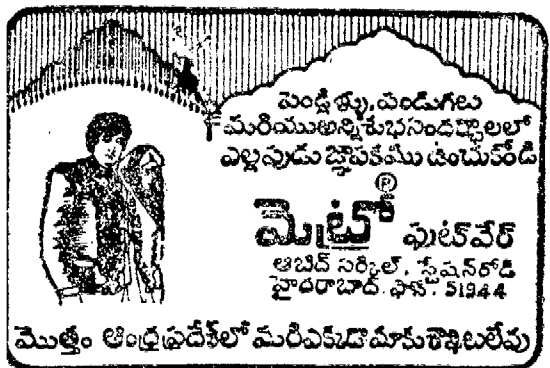 పెండ్లిళ్ళు, పండుగలు
మరియు అన్నిశుభసందర్భాలలో
ఎల్లప్పుడు జ్ఞాపకము ఉంచుకోండి
మెట్రో ® ఫుట్‌వేర్
ఆబిద్ సర్కిల్, స్టేషన్‌రోడ్
హైదరాబాద్. ఫోన్: 51944
మొత్తం ఆంధ్రప్రదేశ్‌లో మరిఎక్కడా మాకుశాఖలులేవు